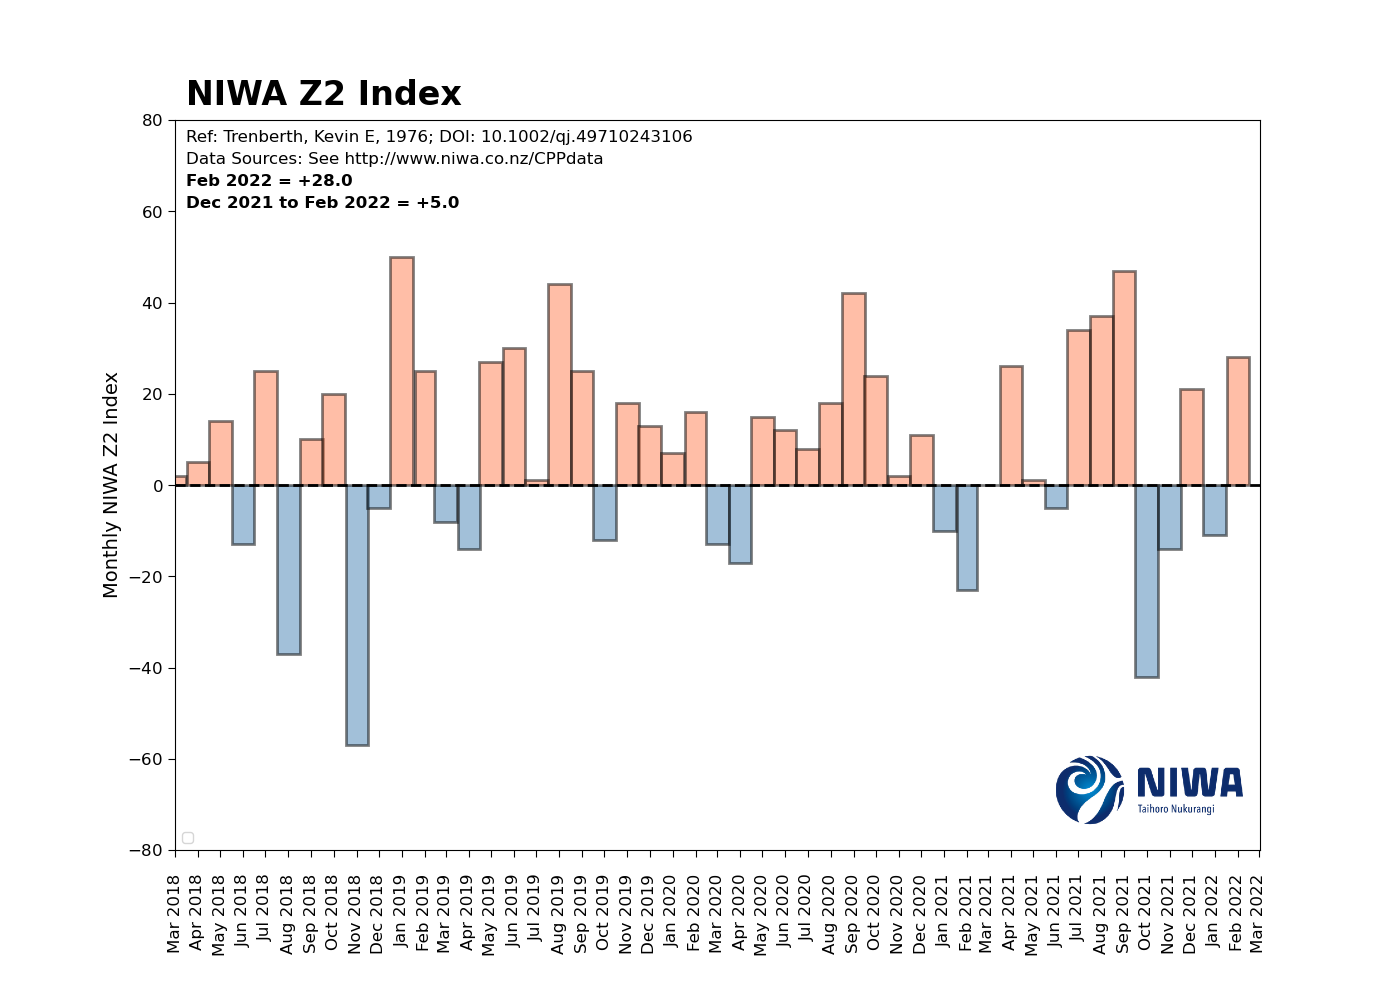 NIWA Z2 Index
Ref: Trenberth, Kevin E, 1976; DOI: 10.1002/qj.49710243106
Data Sources: See http://www.niwa.co.nz/CPPdata
Feb 2022 = +28.0
Dec 2021 to Feb 2022 = +5.0
Monthly NIWA Z2 Index
80
60
40
20
0
−20
−40
−60
−80
NIWA
Taihoro Nukurangi
Mar 2018
Apr 2018
May 2018
Jun 2018
Jul 2018
Aug 2018
Sep 2018
Oct 2018
Nov 2018
Dec 2018
Jan 2019
Feb 2019
Mar 2019
Apr 2019
May 2019
Jun 2019
Jul 2019
Aug 2019
Sep 2019
Oct 2019
Nov 2019
Dec 2019
Jan 2020
Feb 2020
Mar 2020
Apr 2020
May 2020
Jun 2020
Jul 2020
Aug 2020
Sep 2020
Oct 2020
Nov 2020
Dec 2020
Jan 2021
Feb 2021
Mar 2021
Apr 2021
May 2021
Jun 2021
Jul 2021
Aug 2021
Sep 2021
Oct 2021
Nov 2021
Dec 2021
Jan 2022
Feb 2022
Mar 2022